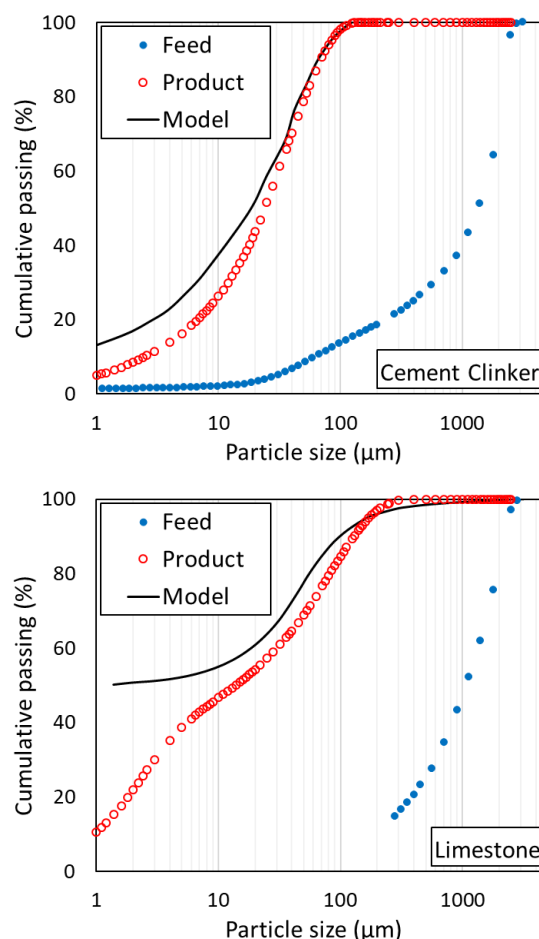 100
80
60
40
20
0
Cumulative passing (%)
Feed
Product
Model
Cement Clinker
1
10
100
1000
Particle size (µm)
100
80
60
40
20
0
Cumulative passing (%)
Feed
Product
Model
Limestone
1
10
100
1000
Particle size (µm)